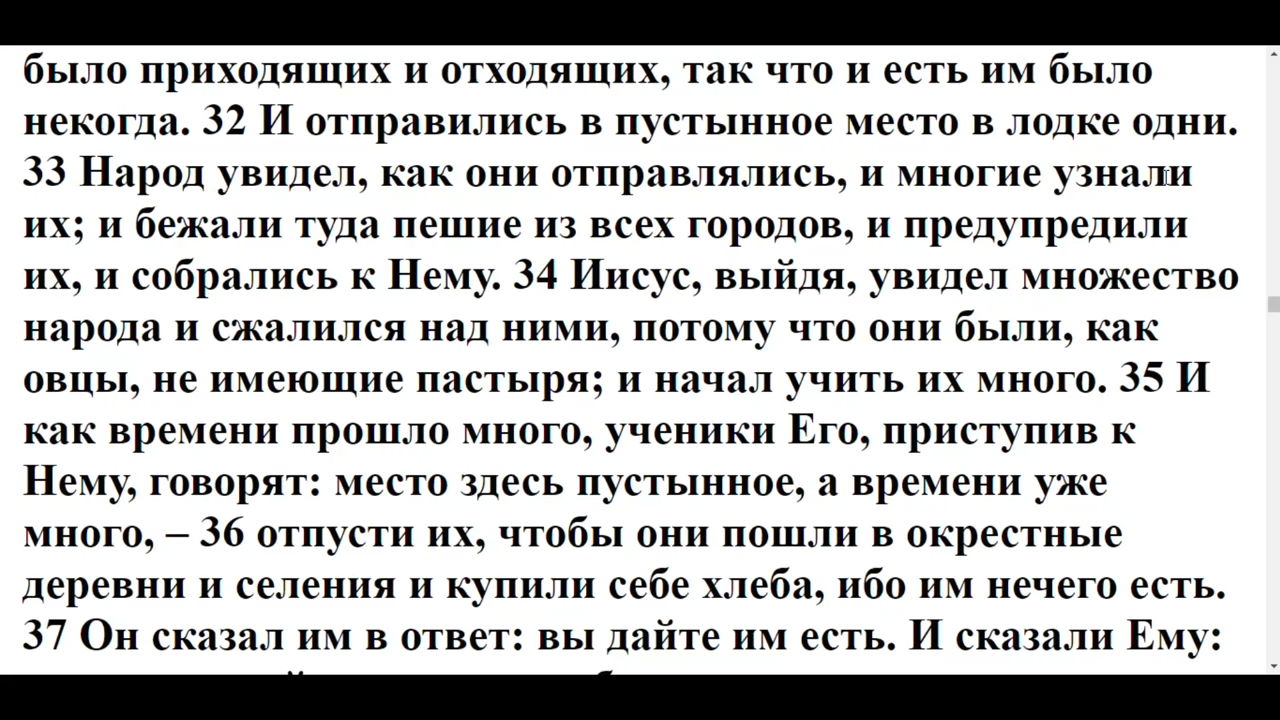 было приходящих и отходящих, так что и есть им было
некогда. 32 И отправились в пустынное место в лодке одни.
33 Народ увидел, как они отправлялись, и многие узнали
их; и бежали туда пешие из всех городов, и предупредили
их, и собрались к Нему. 34 Иисус, выйдя, увидел множество
народа и сжалился над ними, потому что они были, как
овцы, не имеющие пастыря; и начал учить их много. 35 И
как времени прошло много, ученики Его, приступив к
Нему, говорят: место здесь пустынное, а времени уже
много, – 36 отпусти их, чтобы они пошли в окрестные
деревни и селения и купили себе хлеба, ибо им нечего есть.
37 Он сказал им в ответ: вы дайте им есть. И сказали Ему: